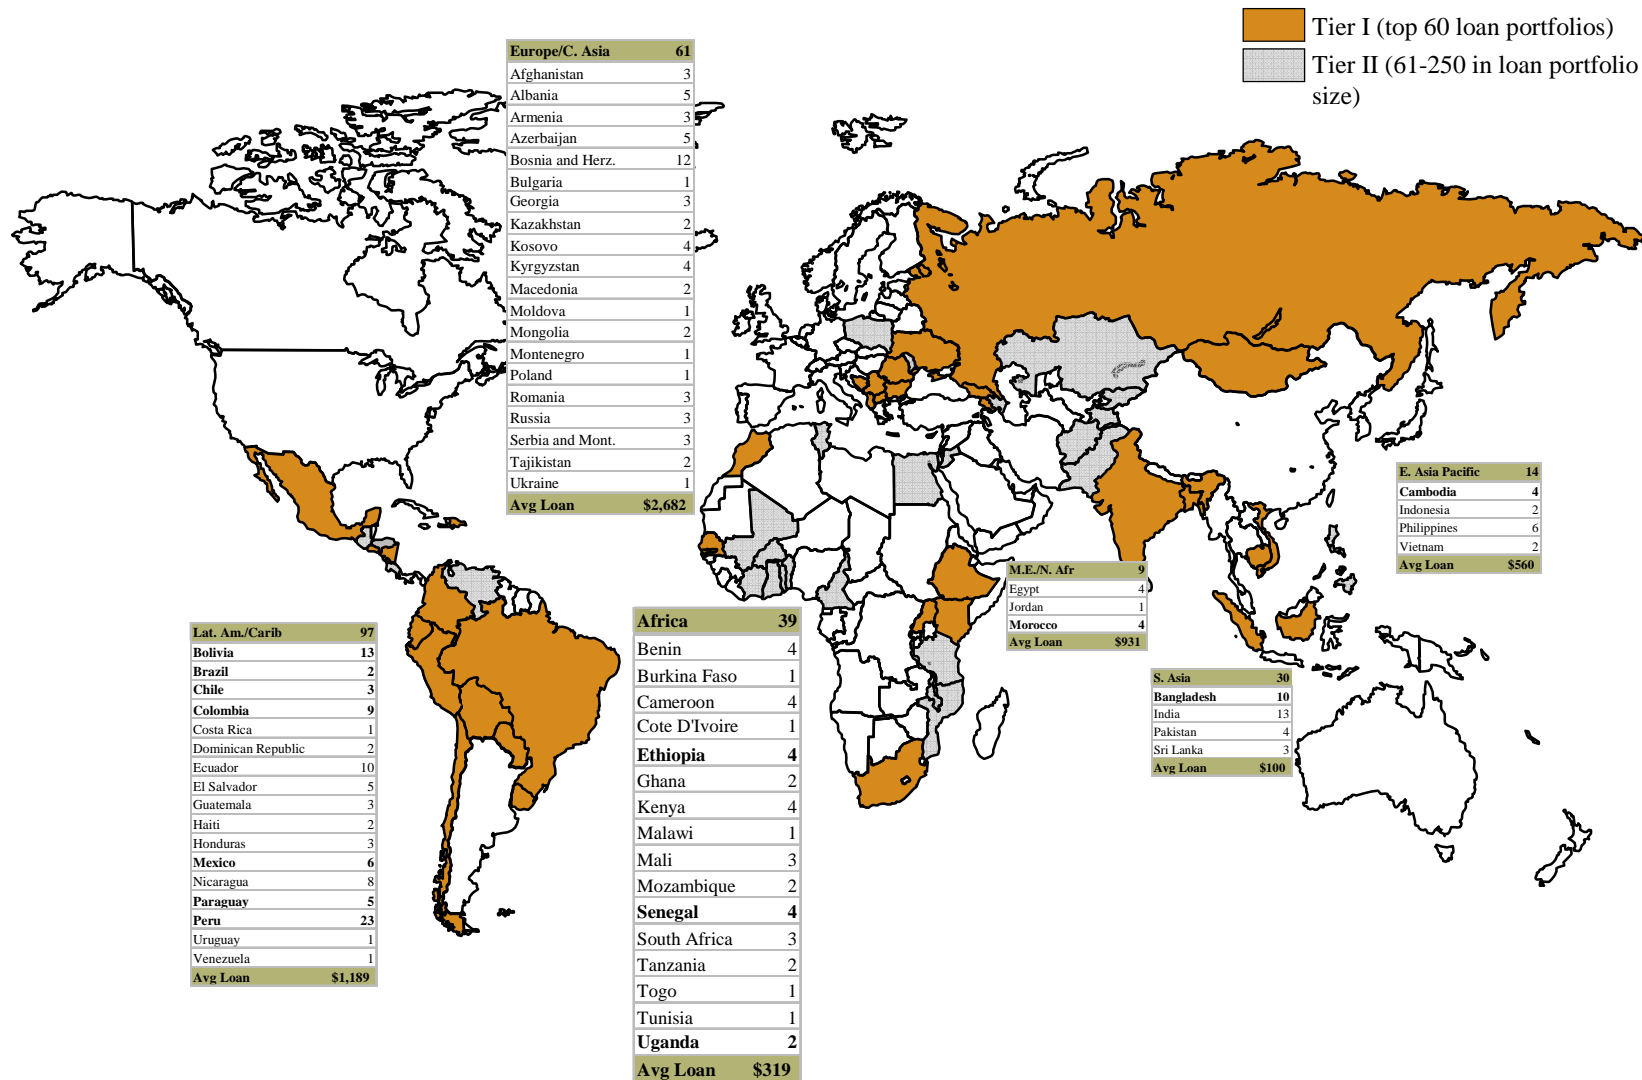 Tier I (top 60 loan portfolios)
Tier II (61-250 in loan portfolio
size)
Europe/C. Asia 61
Afghanistan 3
Albania 5
Armenia 3
Azerbaijan 5
Bosnia and Herz. 12
Bulgaria 1
Georgia 3
Kazakhstan 2
Kosovo 4
Kyrgyzstan 4
Macedonia 2
Moldova 1
Mongolia 2
Montenegro 1
Poland 1
Romania 3
Russia 3
Serbia and Mont. 3
Tajikistan 2
Ukraine 1
Avg Loan $2,682
E. Asia Pacific 14
Cambodia 4
Indonesia 2
Philippines 6
Vietnam 2
Avg Loan $560
M.E./N. Afr 9
Egypt 4
Jordan 1
Morocco 4
Avg Loan $931
Lat. Am./Carib 97
Bolivia 13
Brazil 2
Chile 3
Colombia 9
Costa Rica 1
Dominican Republic 2
Ecuador 10
El Salvador 5
Guatemala 3
Haiti 2
Honduras 3
Mexico 6
Nicaragua 8
Paraguay 5
Peru 23
Uruguay 1
Venezuela 1
Avg Loan $1,189
Africa 39
Benin 4
Burkina Faso 1
Cameroon 4
Cote D'Ivoire 1
Ethiopia 4
Ghana 2
Kenya 4
Malawi 1
Mali 3
Mozambique 2
Senegal 4
South Africa 3
Tanzania 2
Togo 1
Tunisia 1
Uganda 2
Avg Loan $319
S. Asia 30
Bangladesh 10
India 13
Pakistan 4
Sri Lanka 3
Avg Loan $100